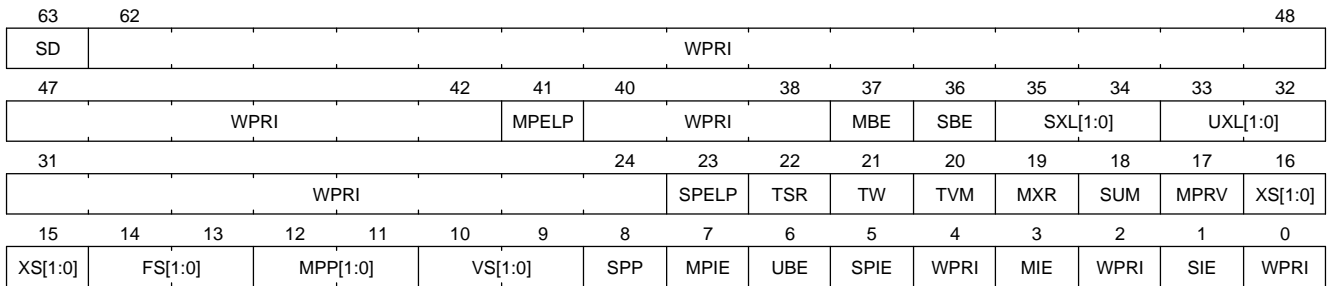 63 62 48
SD WPRI
47 42 41 40 38 37 36 35 34 33 32
WPRI MPELP WPRI MBE SBE SXL[1:0] UXL[1:0]
31 24 23 22 21 20 19 18 17 16
WPRI SPELP TSR TW TVM MXR SUM MPRV XS[1:0]
15 14 13 12 11 10 9 8 7 6 5 4 3 2 1 0
XS[1:0] FS[1:0] MPP[1:0] VS[1:0] SPP MPIE UBE SPIE WPRI MIE WPRI SIE WPRI